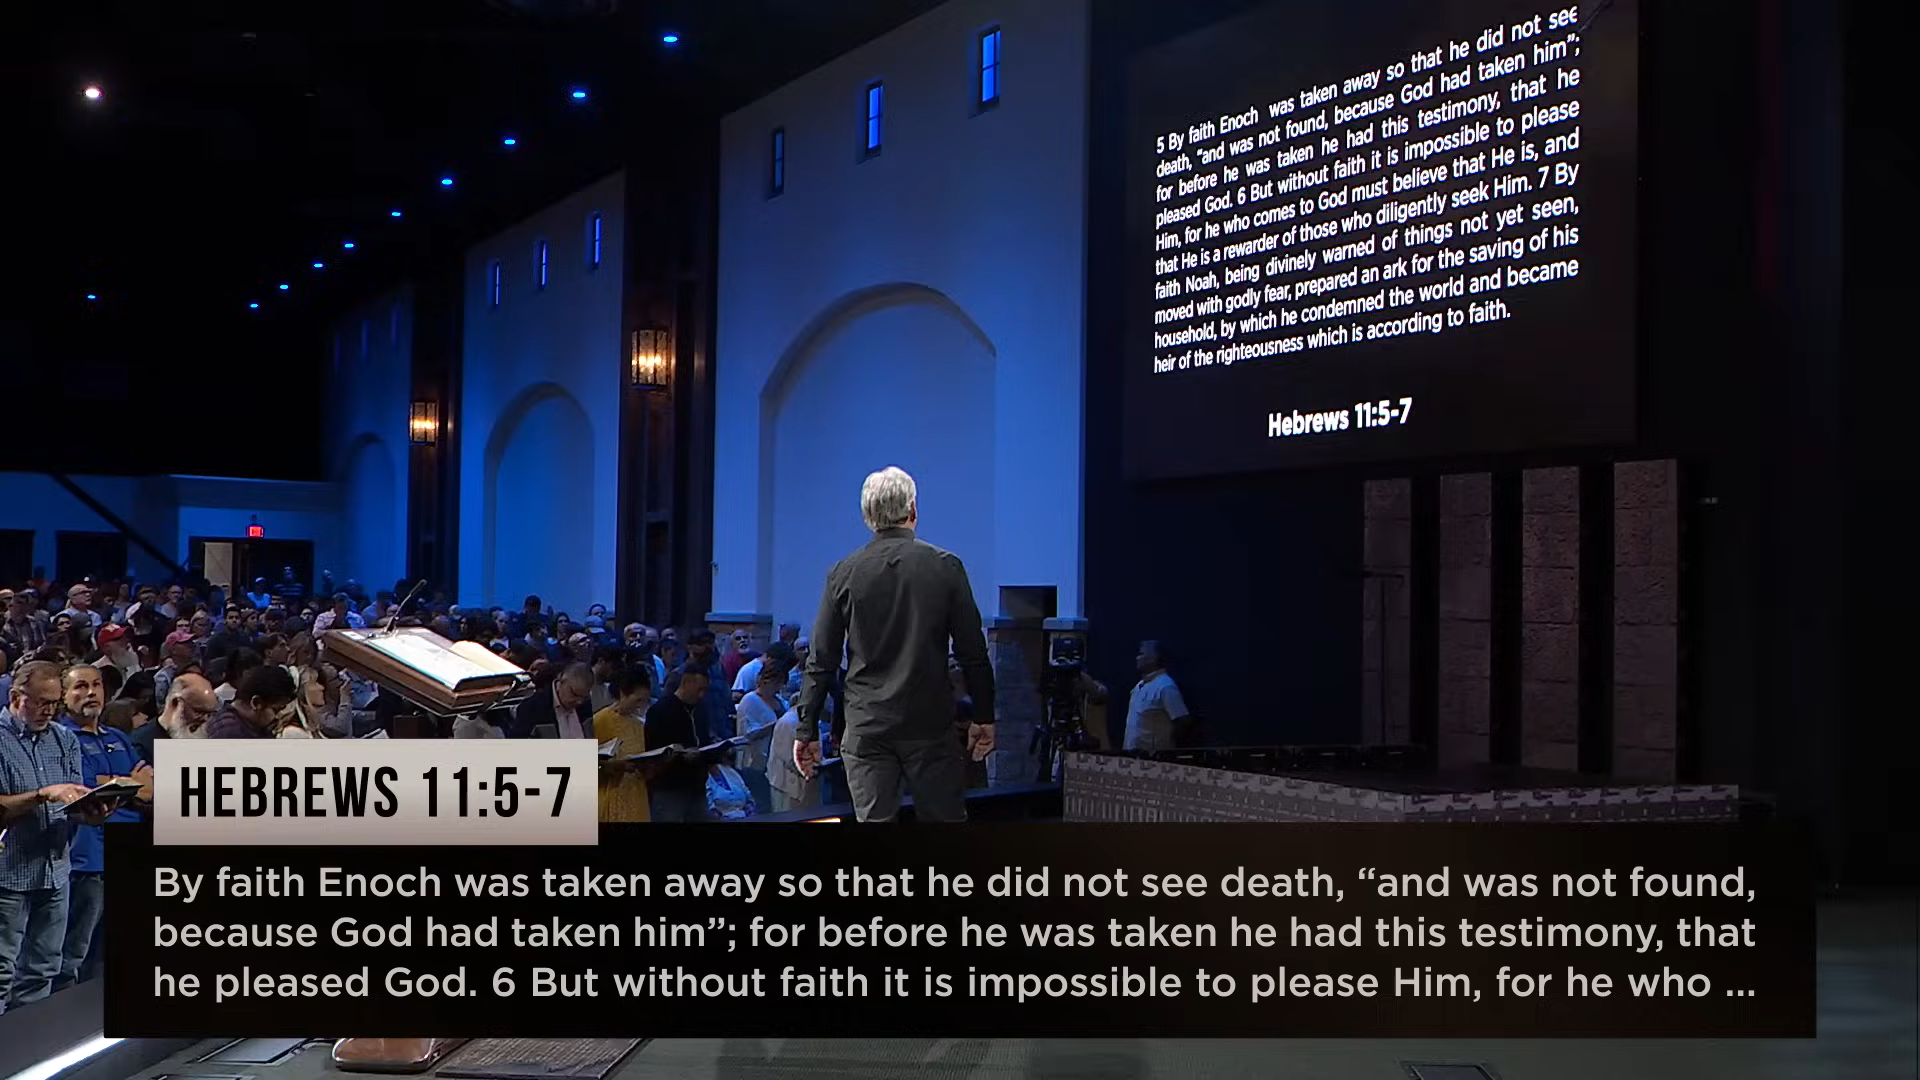 5 By faith Enoch was taken away so that he did not see
death, "and was not found, because God had taken him";
for before he was taken he had this testimony, that he
pleased God. 6 But without faith it is impossible to please
Him, for he who comes to God must believe that He is, and
that He is a rewarder of those who diligently seek Him. 7 By
faith Noah, being divinely warned of things not yet seen,
moved with godly fear, prepared an ark for the saving of his
household, by which he condemned the world and became
heir of the righteousness which is according to faith.
Hebrews 11:5-7
HEBREWS 11:5-7
By faith Enoch was taken away so that he did not see death, “and was not found,
because God had taken him”; for before he was taken he had this testimony, that
he pleased God. 6 But without faith it is impossible to please Him, for he who ...